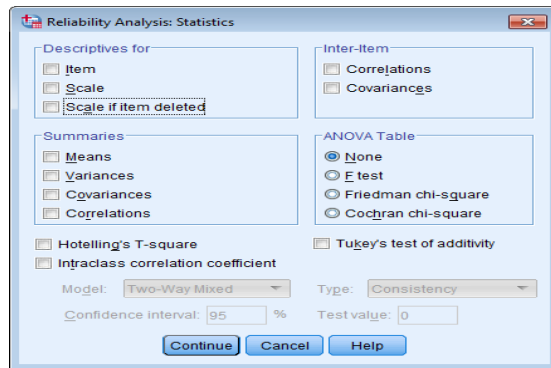 Reliability Analysis: Statistics
Descriptives for
Item
Scale
Scale if item deleted
Inter-Item
Correlations
Covariances
Summaries
Means
Variances
Covariances
Correlations
ANOVA Table
None
F test
Friedman chi-square
Cochran chi-square
Hotelling's T-square
Tukey's test of additivity
Intraclass correlation coefficient
Model: Two-Way Mixed Type: Consistency
Confidence interval: 95 % Test value: 0
Continue Cancel Help